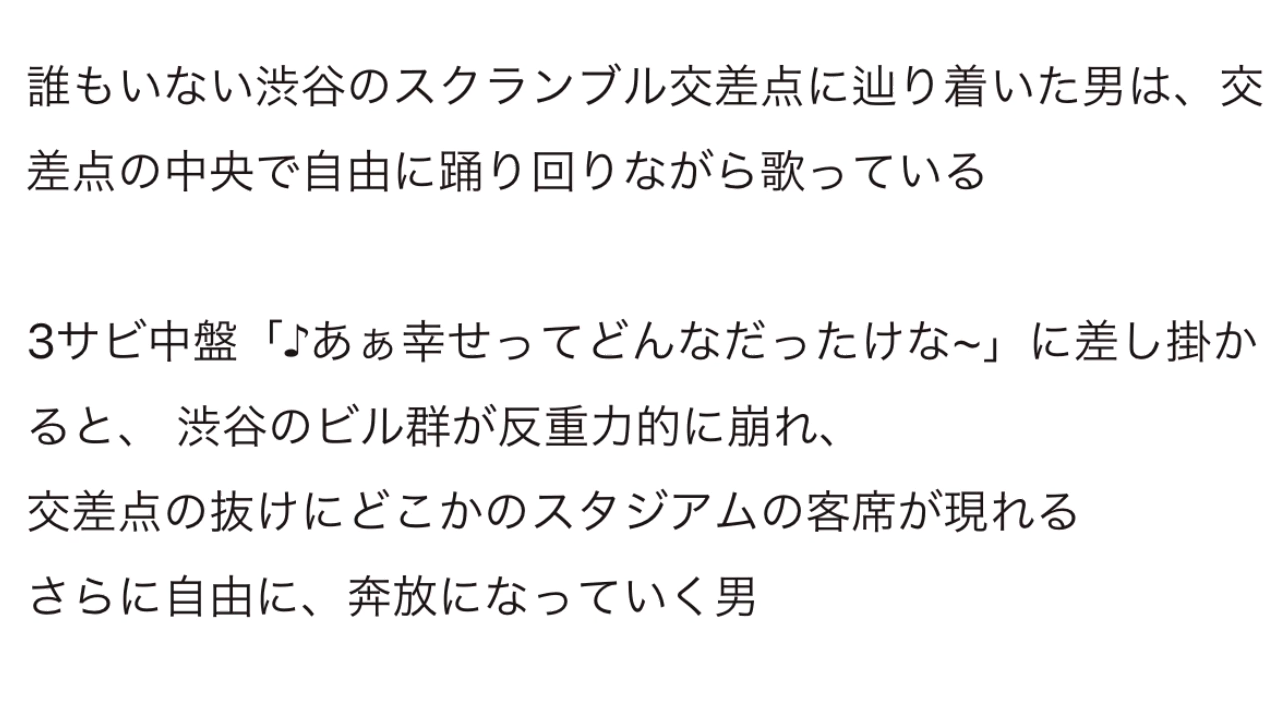 誰もいない渋谷のスクランブル交差点に辿り着いた男は、交
差点の中央で自由に踊り回りながら歌っている
3サビ中盤「♪あぁ幸せってどんなだったけな~」に差し掛か
ると、 渋谷のビル群が反重力的に崩れ、
交差点の抜けにどこかのスタジアムの客席が現れる
さらに自由に、奔放になっていく男